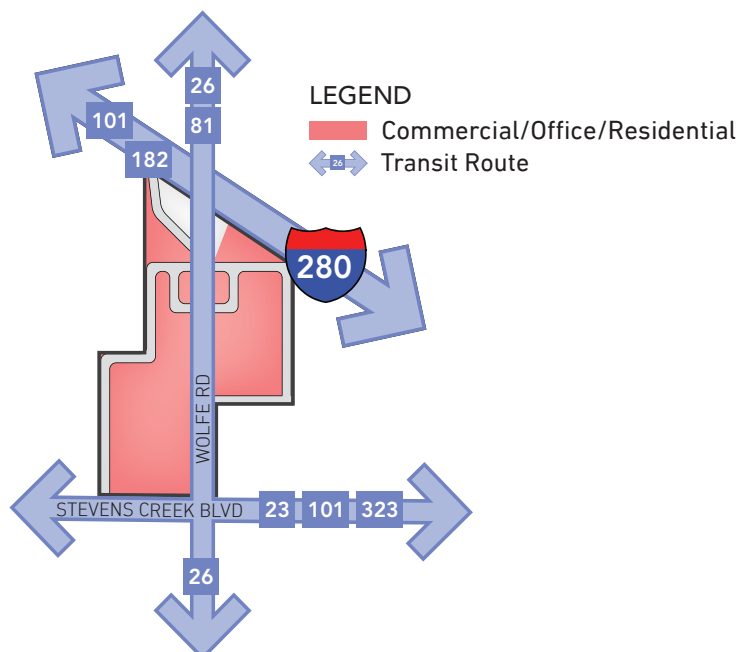 26
81
101
182
LEGEND
Commercial/Office/Residential
26
Transit Route
280
WOLFE RD
STEVENS CREEK BLVD
23 101 323
26